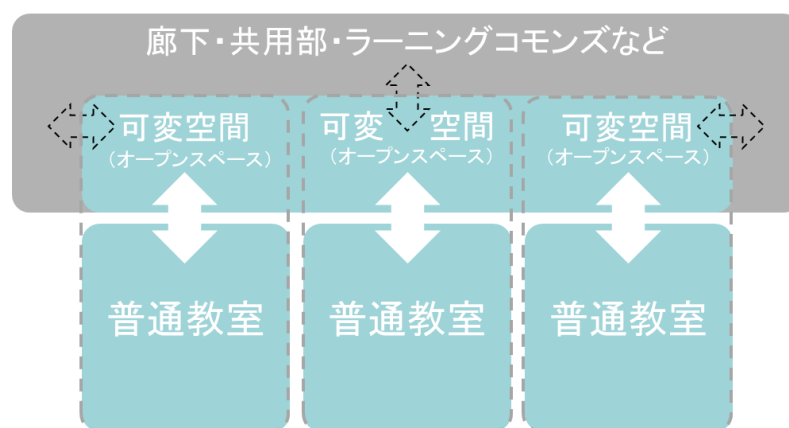 廊下・共用部・ラーニングコモンズなど
可変空間
(オープンスペース)
可変 空間
(オープンスペース)
可変空間
(オープンスペース)
普通教室
普通教室
普通教室